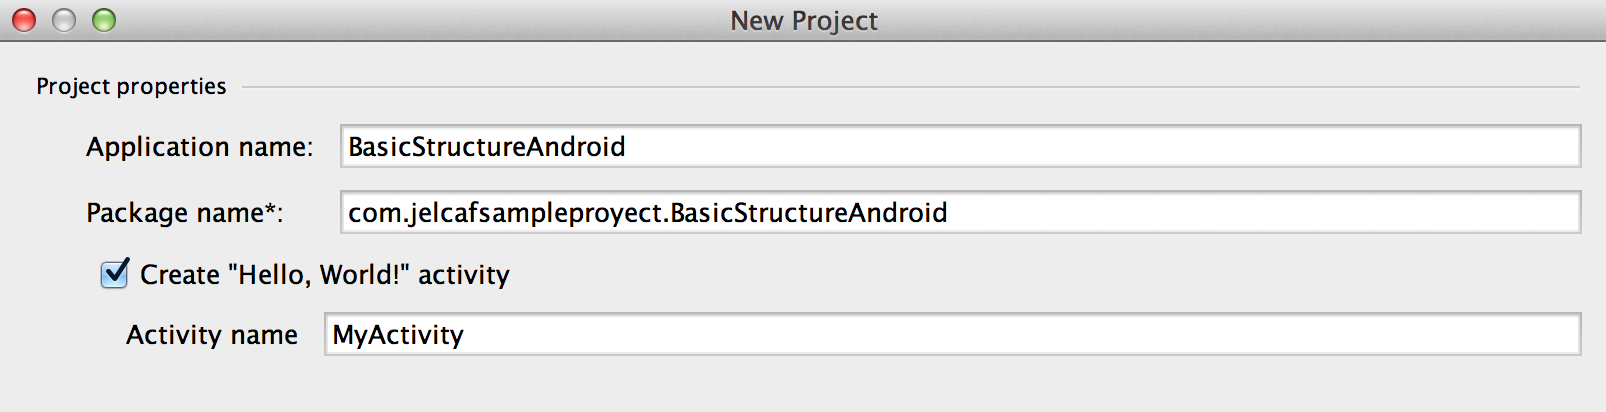 New Project
Project properties
Application name: BasicStructureAndroid
Package name*: com.jelcafsampleproyect.BasicStructureAndroid
Create "Hello, World!" activity
Activity name MyActivity